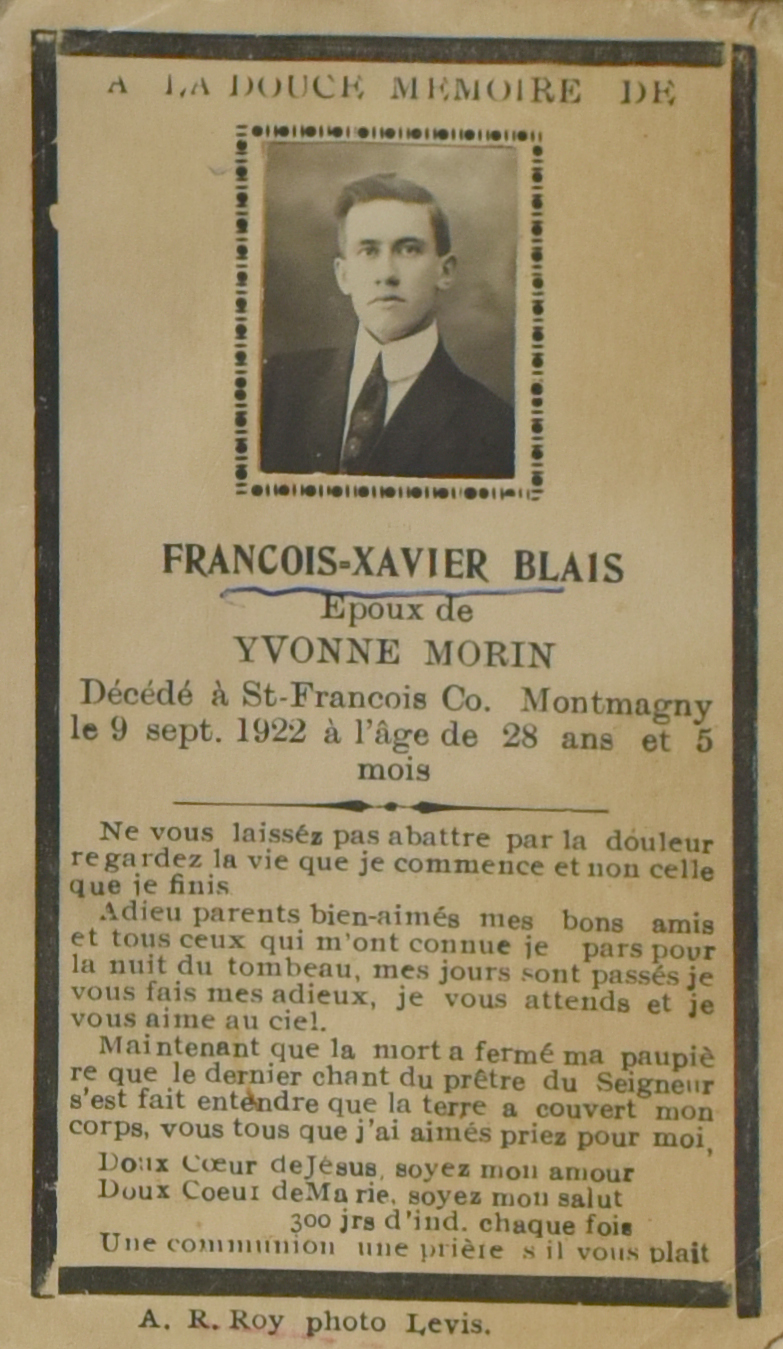 A LA DOUCE MEMOIRE DE
FRANCOIS=XAVIER BLAIS
Epoux de
YVONNE MORIN
Décédé à St-Francois Co. Montmagny
le 9 sept. 1922 à l'âge de 28 ans et 5
mois
Ne vous laisséz pas abattre par la douleur
regardez la vie que je commence et non celle
que je finis
Adieu parents bien-aimés mes bons amis
et tous ceux qui m'ont connue je pars pour
la nuit du tombeau, mes jours sont passés je
vous fais mes adieux, je vous attends et je
vous aime au ciel.
Maintenant que la mort a fermé ma paupiè
re que le dernier chant du prêtre du Seigneur
s'est fait entendre que la terre a couvert mon
corps, vous tous que j'ai aimés priez pour moi,
Doux Cœur deJésus, soyez mon amour
Doux Coeur deMarie, soyez mon salut
300 jrs d'ind. chaque fois
Une communion une prière s il vous plait
A. R. Roy photo Levis.